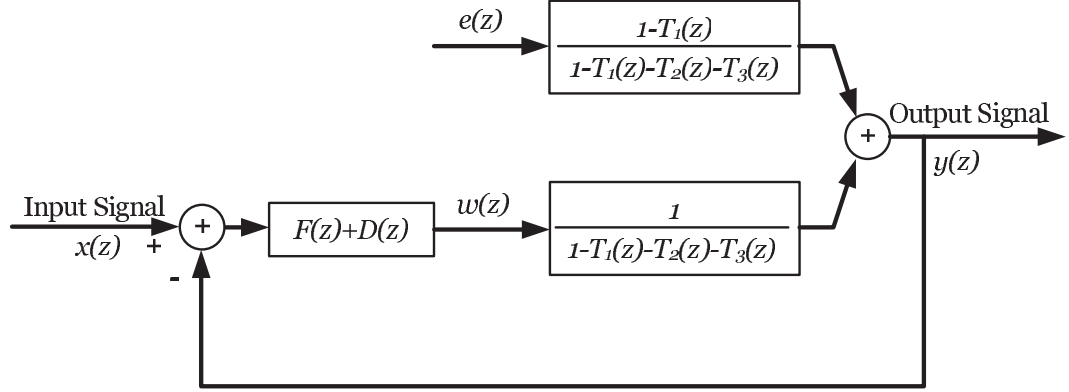 e(z)
1-T₁(z)
1-T₁(z)-T₂(z)-T₃(z)
+
Output Signal
y(z)
Input Signal
x(z)
+
-
+
F(z)+D(z)
w(z)
1
1-T₁(z)-T₂(z)-T₃(z)